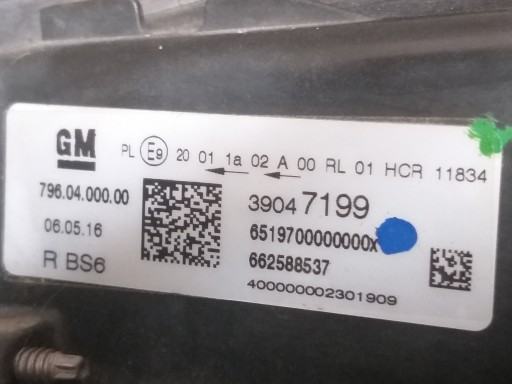 GM
PL E9 20 01 1a 02 A 00 RL 01 HCR 11834
796.04.000.00
39047199
06.05.16
6519700000000x
R BS6
662588537
400000002301909